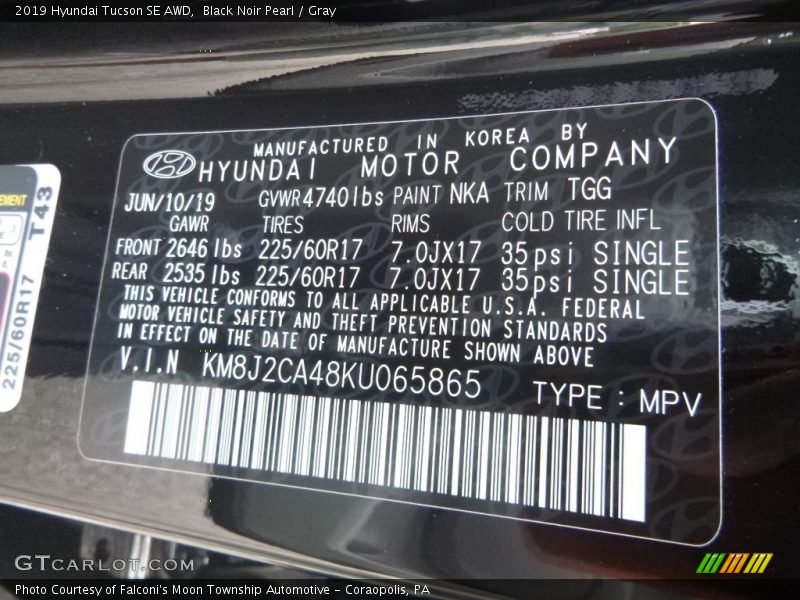 2019 Hyundai Tucson SE AWD, Black Noir Pearl / Gray
MANUFACTURED IN KOREA BY
HYUNDAI MOTOR COMPANY
JUN/10/19 GVWR 4740lbs PAINT NKA TRIM TGG
GAWR TIRES RIMS COLD TIRE INFL
FRONT 2646 lbs 225/60R17 7.0JX17 35psi SINGLE
REAR 2535 lbs 225/60R17 7.0JX17 35psi SINGLE
THIS VEHICLE CONFORMS TO ALL APPLICABLE U.S.A. FEDERAL
MOTOR VEHICLE SAFETY AND THEFT PREVENTION STANDARDS
IN EFFECT ON THE DATE OF MANUFACTURE SHOWN ABOVE
V.I.N KM8J2CA48KU065865 TYPE : MPV
225/60R17 T43
GTCARLOT.COM
Photo Courtesy of Falconi's Moon Township Automotive - Coraopolis, PA